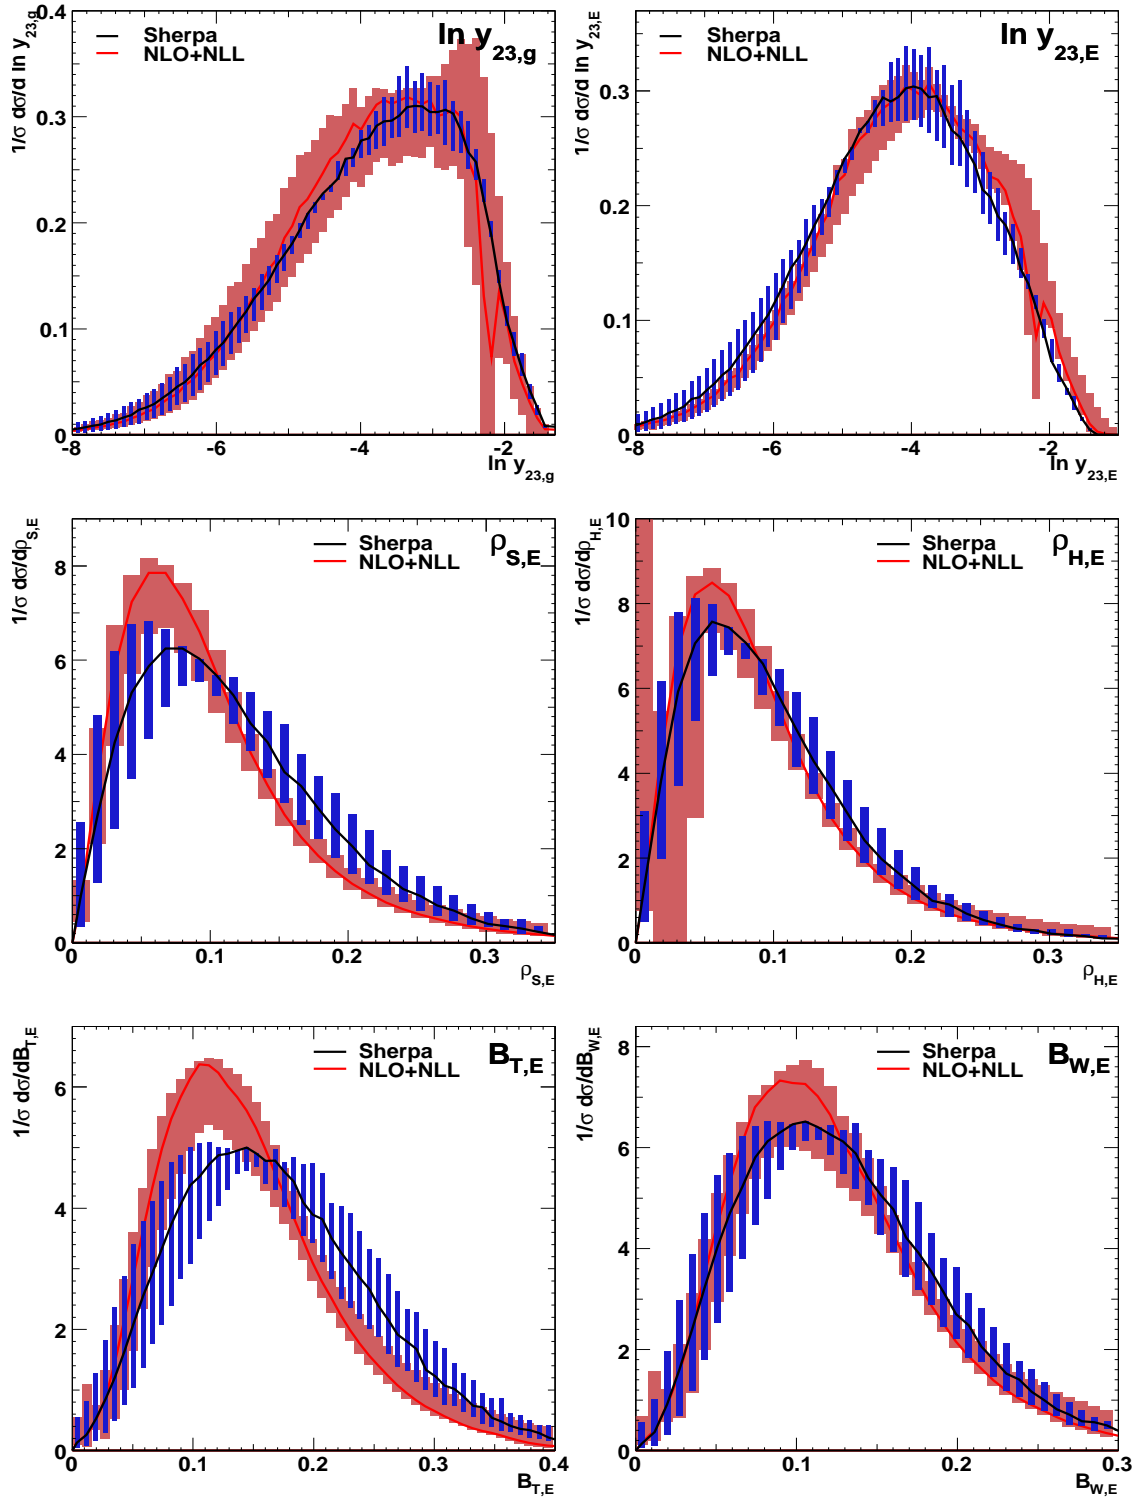 1/σ dσ/d ln y23,g
0.4
0.3
0.2
0.1
0
Sherpa
NLO+NLL
ln y23,g
-8
-6
-4
-2
ln y23,g
1/σ dσ/d ln y23,E
0.3
0.2
0.1
0
Sherpa
NLO+NLL
ln y23,E
-8
-6
-4
-2
ln y23,E
1/σ dσ/dρS,E
8
6
4
2
0
Sherpa
NLO+NLL
ρS,E
0
0.1
0.2
0.3
ρS,E
1/σ dσ/dρH,E
10
8
6
4
2
0
Sherpa
NLO+NLL
ρH,E
0
0.1
0.2
0.3
ρH,E
1/σ dσ/dBT,E
6
4
2
0
Sherpa
NLO+NLL
BT,E
0
0.1
0.2
0.3
0.4
BT,E
1/σ dσ/dBW,E
8
6
4
2
0
Sherpa
NLO+NLL
BW,E
0
0.1
0.2
0.3
BW,E